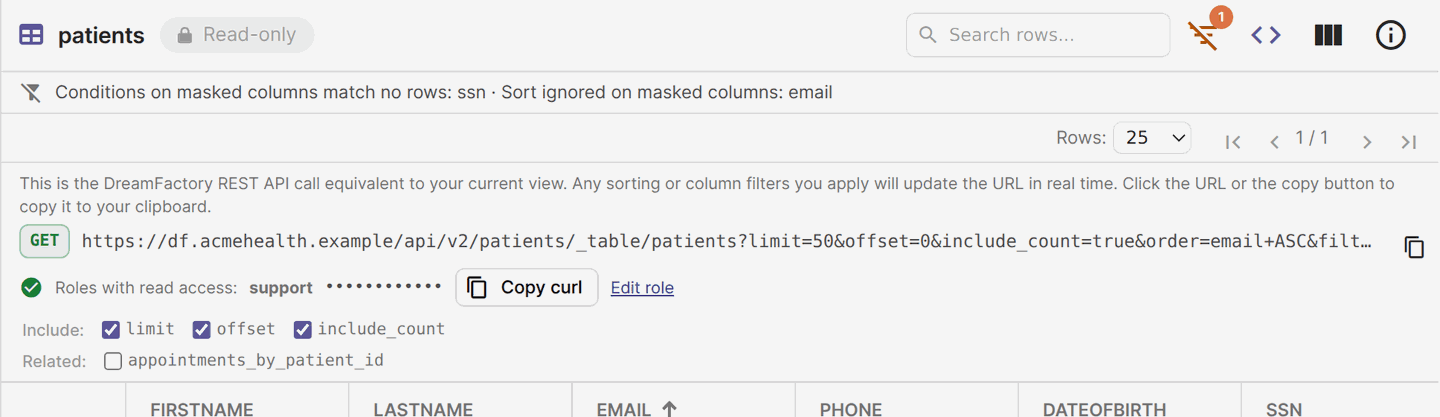 patients Read-only Search rows... 1
Conditions on masked columns match no rows: ssn · Sort ignored on masked columns: email
Rows: 25 1 / 1
This is the DreamFactory REST API call equivalent to your current view. Any sorting or column filters you apply will update the URL in real time. Click the URL or the copy button to
copy it to your clipboard.
GET https://df.acmehealth.example/api/v2/patients/_table/patients?limit=50&offset=0&include_count=true&order=email+ASC&filt…
Roles with read access: support •••••••••••• Copy curl Edit role
Include: limit offset include_count
Related: appointments_by_patient_id
FIRSTNAME LASTNAME EMAIL PHONE DATEOFBIRTH SSN